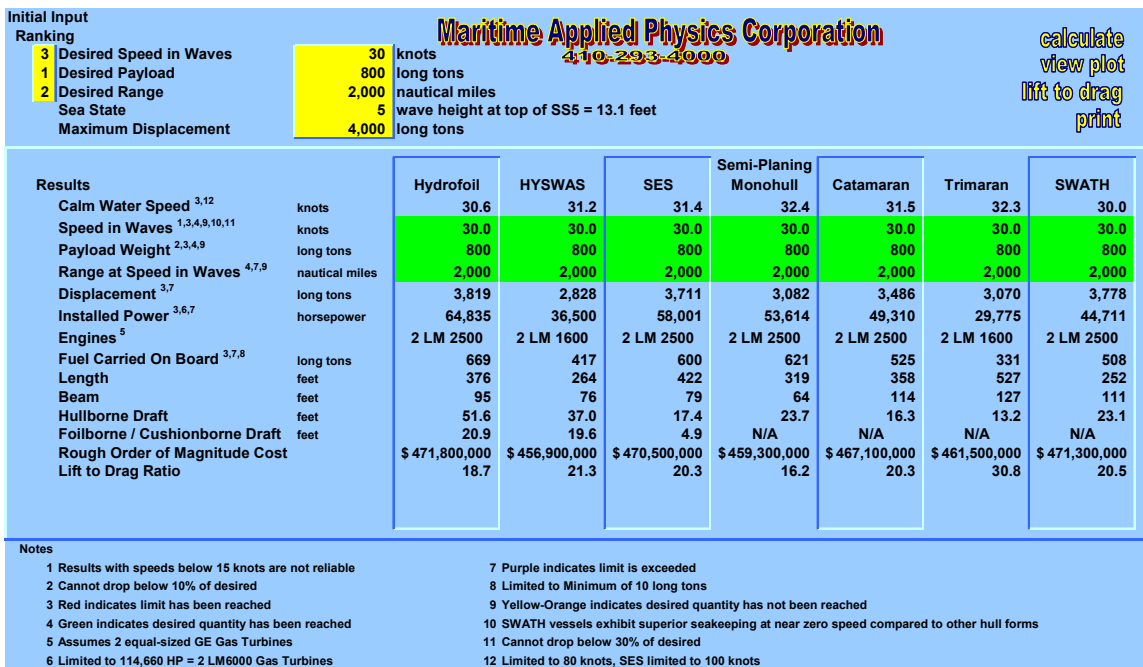 Initial Input
Maritime Applied Physics Corporation
410-293-4000
Ranking
3 Desired Speed in Waves 30 knots
1 Desired Payload 800 long tons
2 Desired Range 2,000 nautical miles
Sea State 5 wave height at top of SS5 = 13.1 feet
Maximum Displacement 4,000 long tons
calculate
view plot
lift to drag
print
Semi-Planing
Results Hydrofoil HYSWAS SES Monohull Catamaran Trimaran SWATH
Calm Water Speed 3,12 knots 30.6 31.2 31.4 32.4 31.5 32.3 30.0
Speed in Waves 1,3,4,9,10,11 knots 30.0 30.0 30.0 30.0 30.0 30.0 30.0
Payload Weight 2,3,4,9 long tons 800 800 800 800 800 800 800
Range at Speed in Waves 4,7,9 nautical miles 2,000 2,000 2,000 2,000 2,000 2,000 2,000
Displacement 3,7 long tons 3,819 2,828 3,711 3,082 3,486 3,070 3,778
Installed Power 3,6,7 horsepower 64,835 36,500 58,001 53,614 49,310 29,775 44,711
Engines 5 2 LM 2500 2 LM 1600 2 LM 2500 2 LM 2500 2 LM 2500 2 LM 1600 2 LM 2500
Fuel Carried On Board 3,7,8 long tons 669 417 600 621 525 331 508
Length feet 376 264 422 319 358 527 252
Beam feet 95 76 79 64 114 127 111
Hullborne Draft feet 51.6 37.0 17.4 23.7 16.3 13.2 23.1
Foilborne / Cushionborne Draft feet 20.9 19.6 4.9 N/A N/A N/A N/A
Rough Order of Magnitude Cost $ 471,800,000 $ 456,900,000 $ 470,500,000 $ 459,300,000 $ 467,100,000 $ 461,500,000 $ 471,300,000
Lift to Drag Ratio 18.7 21.3 20.3 16.2 20.3 30.8 20.5
Notes
1 Results with speeds below 15 knots are not reliable
2 Cannot drop below 10% of desired
3 Red indicates limit has been reached
4 Green indicates desired quantity has been reached
5 Assumes 2 equal-sized GE Gas Turbines
6 Limited to 114,660 HP = 2 LM6000 Gas Turbines
7 Purple indicates limit is exceeded
8 Limited to Minimum of 10 long tons
9 Yellow-Orange indicates desired quantity has not been reached
10 SWATH vessels exhibit superior seakeeping at near zero speed compared to other hull forms
11 Cannot drop below 30% of desired
12 Limited to 80 knots, SES limited to 100 knots